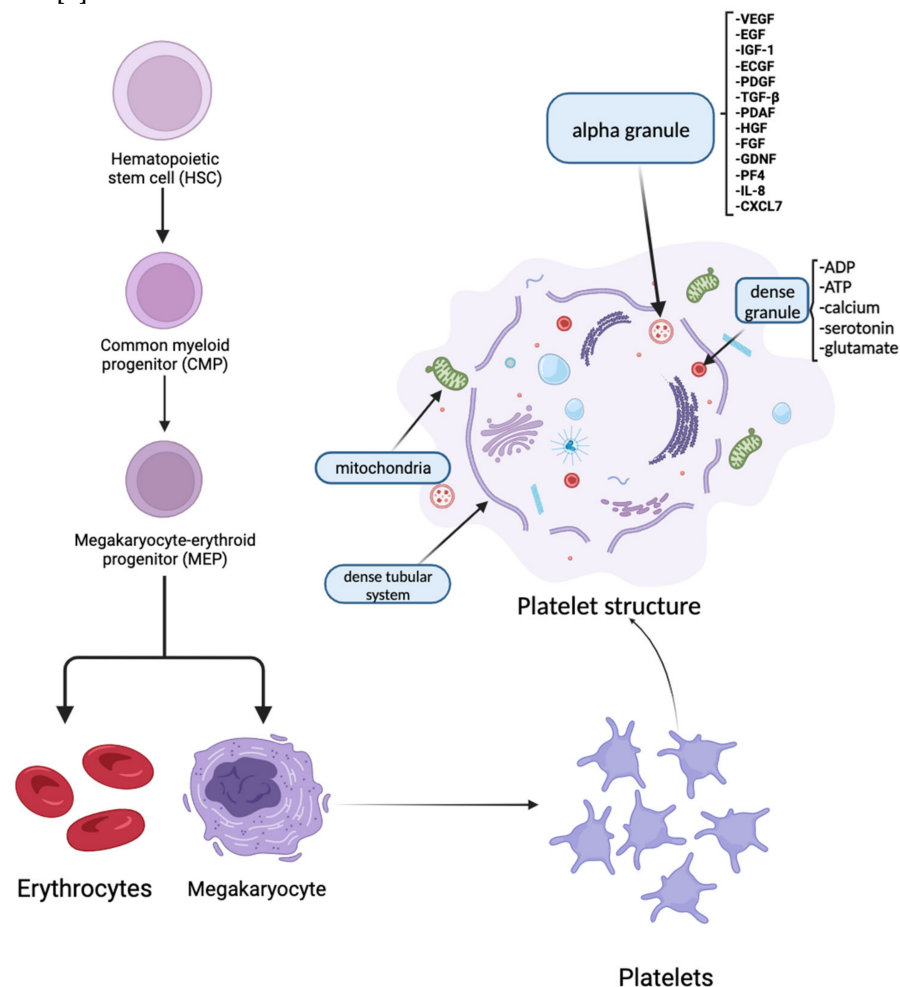 Hematopoietic
stem cell (HSC)
Common myeloid
progenitor (CMP)
Megakaryocyte-erythroid
progenitor (MEP)
Erythrocytes
Megakaryocyte
Platelets
Platelet structure
alpha granule
-VEGF
-EGF
-IGF-1
-ECGF
-PDGF
-TGF-β
-PDAF
-HGF
-FGF
-GDNF
-PF4
-IL-8
-CXCL7
dense
granule
-ADP
-ATP
-calcium
-serotonin
-glutamate
mitochondria
dense tubular
system